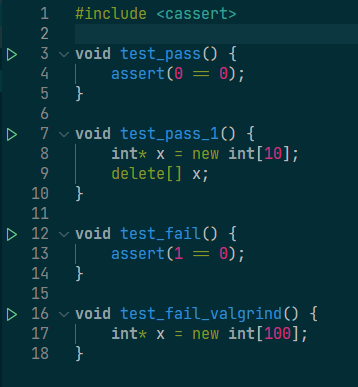 1 #include <cassert>
2
3 void test_pass() {
4 assert(0 == 0);
5 }
6
7 void test_pass_1() {
8 int* x = new int[10];
9 delete[] x;
10 }
11
12 void test_fail() {
13 assert(1 == 0);
14 }
15
16 void test_fail_valgrind() {
17 int* x = new int[100];
18 }